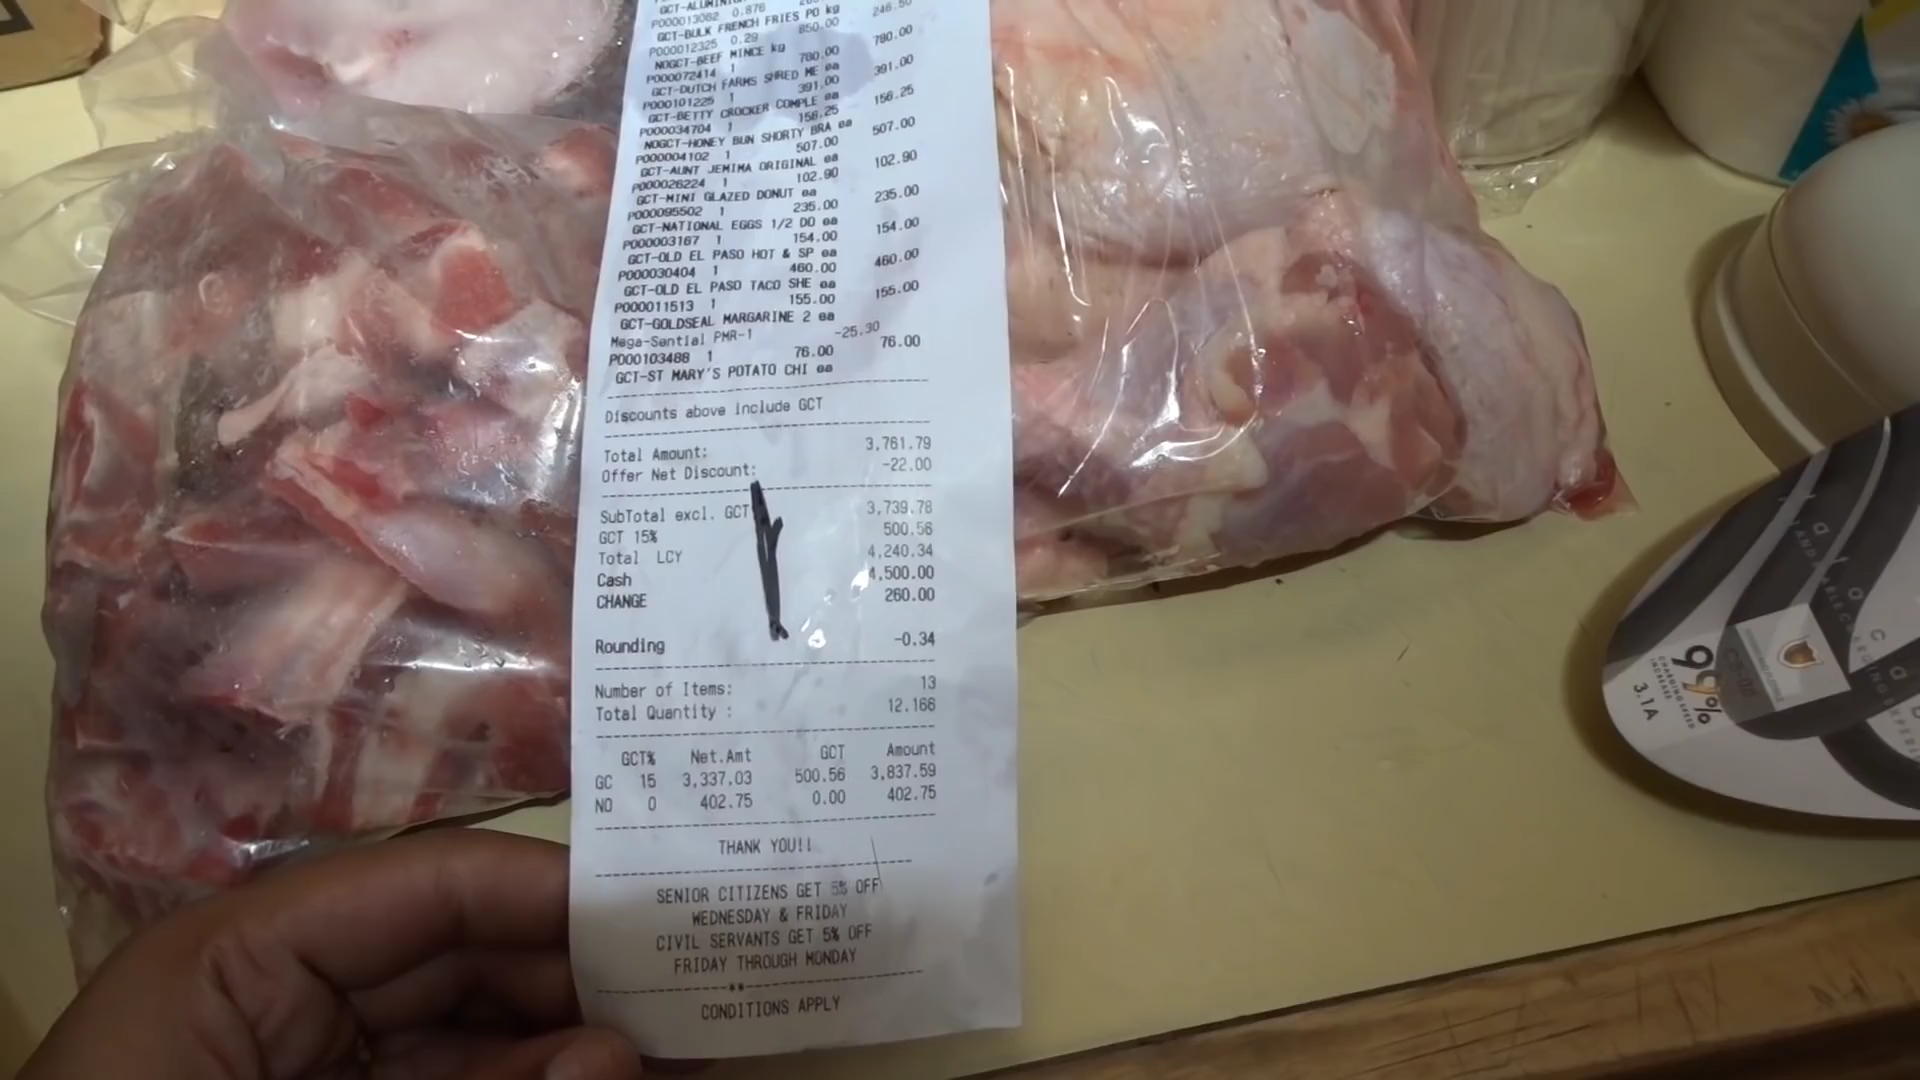 GCT-ALUMINIUM
P000013062 0.876
GCT-BULK FRENCH FRIES PO kg
P000012325 0.29 850.00 246.50
NOGCT-BEEF MINCE kg
P000072414 1 780.00 780.00
GCT-DUTCH FARMS SHRED ME ea
P000101225 1 391.00 391.00
GCT-BETTY CROCKER COMPLE ea
P000034704 1 156.25 156.25
NOGCT-HONEY BUN SHORTY BRA ea
P000004102 1 507.00 507.00
GCT-AUNT JEMIMA ORIGINAL ea
P000026224 1 102.90 102.90
GCT-MINI GLAZED DONUT ea
P000095502 1 235.00 235.00
GCT-NATIONAL EGGS 1/2 DO ea
P000003167 1 154.00 154.00
GCT-OLD EL PASO HOT & SP ea
P000030404 1 460.00 460.00
GCT-OLD EL PASO TACO SHE ea
P000011513 1 155.00 155.00
GCT-GOLDSEAL MARGARINE 2 ea
Mega-Sential PMR-1 -25.30
P000103488 1 76.00 76.00
GCT-ST MARY'S POTATO CHI ea
Discounts above include GCT
Total Amount: 3,761.79
Offer Net Discount: -22.00
SubTotal excl. GCT 3,739.78
GCT 15% 500.56
Total LCY 4,240.34
Cash 4,500.00
CHANGE 260.00
Rounding -0.34
Number of Items: 13
Total Quantity : 12.166
GCT% Net.Amt GCT Amount
GC 15 3,337.03 500.56 3,837.59
NO 0 402.75 0.00 402.75
THANK YOU!!
SENIOR CITIZENS GET 5% OFF
WEDNESDAY & FRIDAY
CIVIL SERVANTS GET 5% OFF
FRIDAY THROUGH MONDAY
**
CONDITIONS APPLY
99%
CHARGING SPEED
INCREASE
3.1A